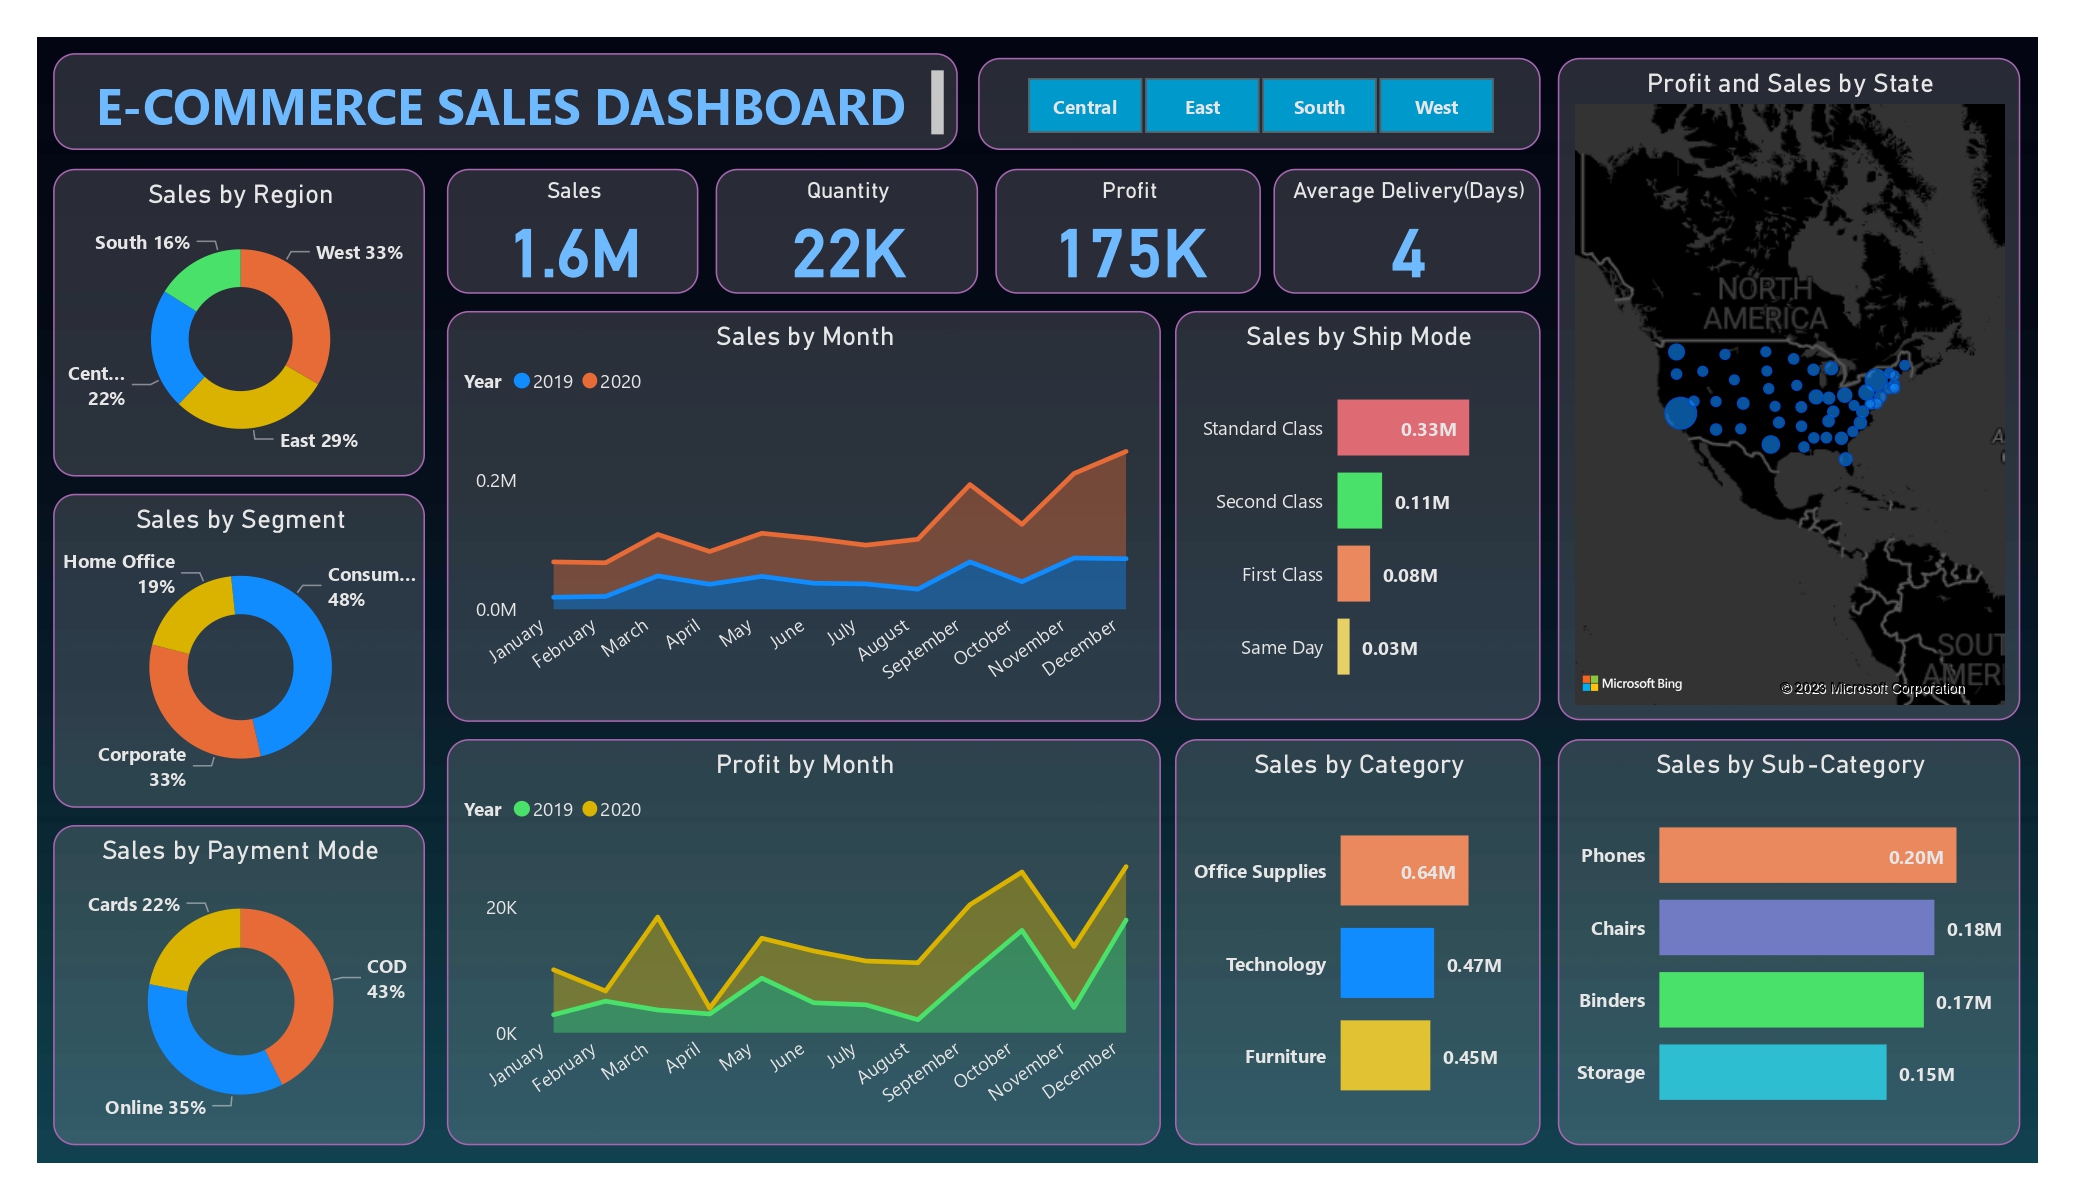 E-COMMERCE SALES DASHBOARD
Central
East
South
West
Profit and Sales by State
NORTH
AMERICA
Microsoft Bing
© 2023 Microsoft Corporation
Sales by Region
South 16%
West 33%
Cent...
22%
East 29%
Sales
1.6M
Quantity
22K
Profit
175K
Average Delivery(Days)
4
Sales by Segment
Home Office
19%
Consum...
48%
Corporate
33%
Sales by Month
Year 2019 2020
0.2M
0.0M
January
February
March
April
May
June
July
August
September
October
November
December
Sales by Ship Mode
Standard Class 0.33M
Second Class 0.11M
First Class 0.08M
Same Day 0.03M
Sales by Payment Mode
Cards 22%
COD
43%
Online 35%
Profit by Month
Year 2019 2020
20K
0K
January
February
March
April
May
June
July
August
September
October
November
December
Sales by Category
Office Supplies 0.64M
Technology 0.47M
Furniture 0.45M
Sales by Sub-Category
Phones 0.20M
Chairs 0.18M
Binders 0.17M
Storage 0.15M